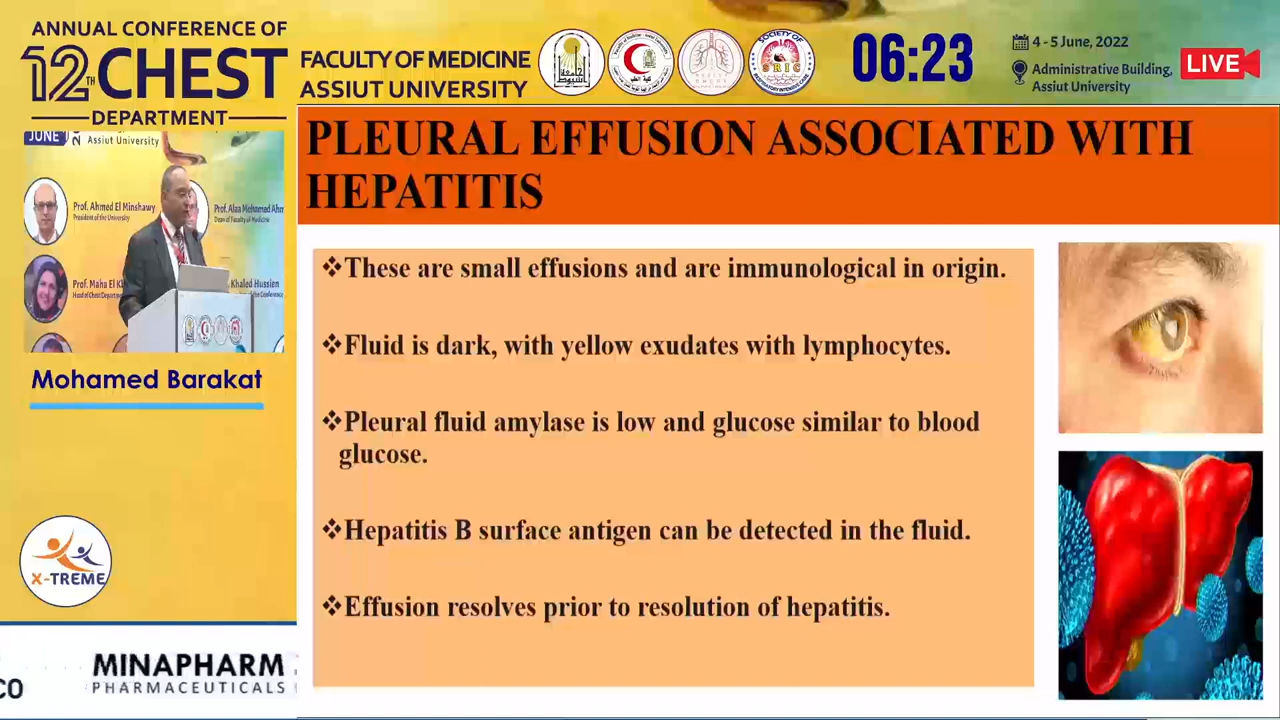 ANNUAL CONFERENCE OF
12TH CHEST
DEPARTMENT
FACULTY OF MEDICINE
ASSIUT UNIVERSITY
06:23
4 - 5 June, 2022
Administrative Building,
Assiut University
LIVE
JUNE
Assiut University
Prof. Ahmed El Minshawy
President of the University
Prof. Alaa Mohamed
Dean of Faculty of Medicine
Prof. Maha El
Khaled Hussien
Mohamed Barakat
X-TREME
CO
MINAPHARM
PHARMACEUTICALS
PLEURAL EFFUSION ASSOCIATED WITH
HEPATITIS
❖These are small effusions and are immunological in origin.
❖Fluid is dark, with yellow exudates with lymphocytes.
❖Pleural fluid amylase is low and glucose similar to blood
glucose.
❖Hepatitis B surface antigen can be detected in the fluid.
❖Effusion resolves prior to resolution of hepatitis.